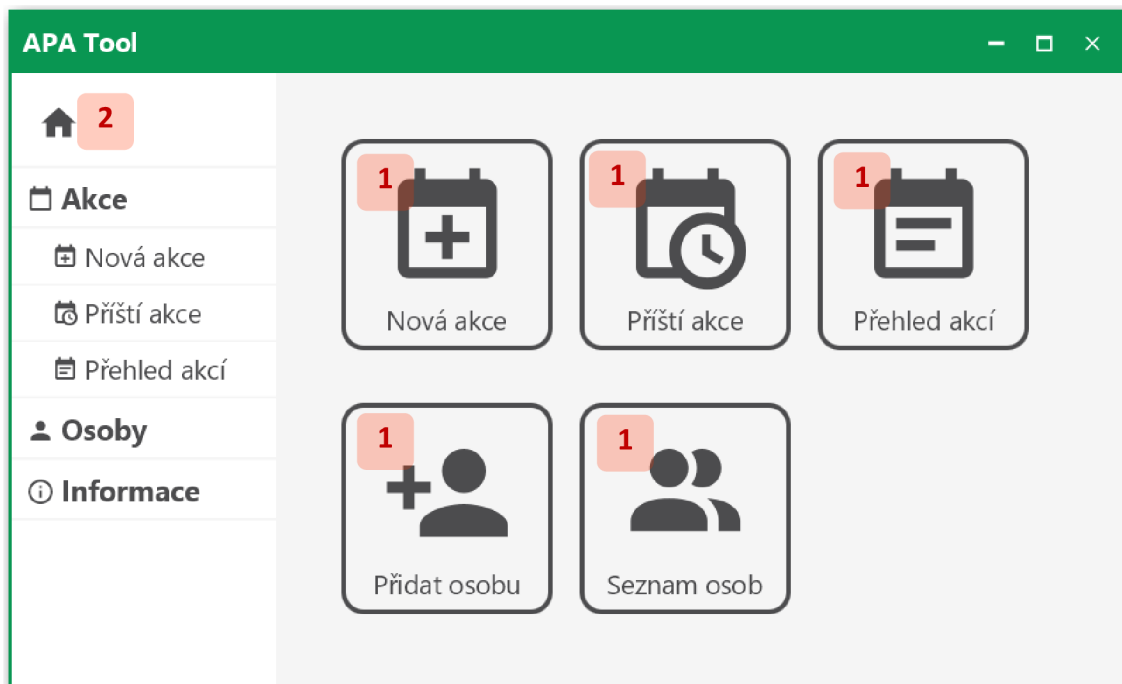 APA Tool
2
Akce
Nová akce
Příští akce
Přehled akcí
Osoby
Informace
1
1
1
Nová akce
Příští akce
Přehled akcí
1
1
Přidat osobu
Seznam osob